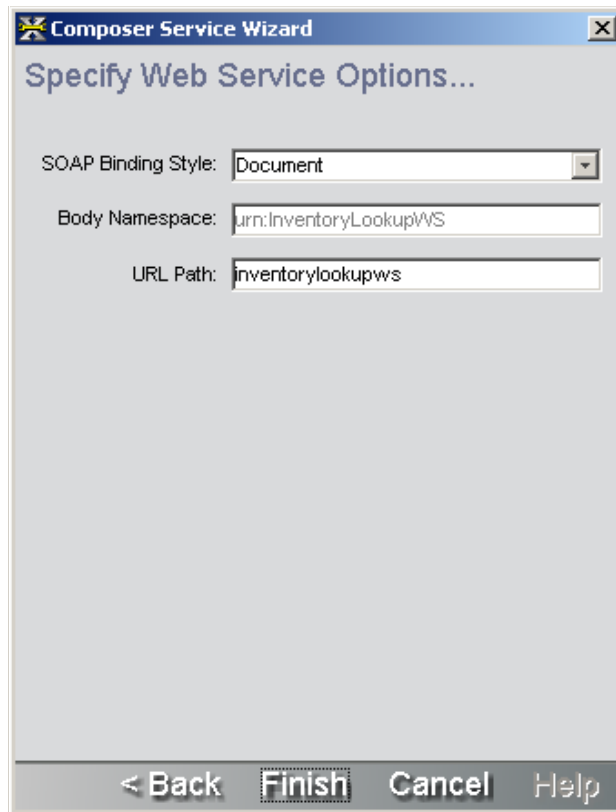 Composer Service Wizard
Specify Web Service Options...
SOAP Binding Style: Document
Body Namespace: urn:InventoryLookupWS
URL Path: inventorylookupws
< Back Finish Cancel Help